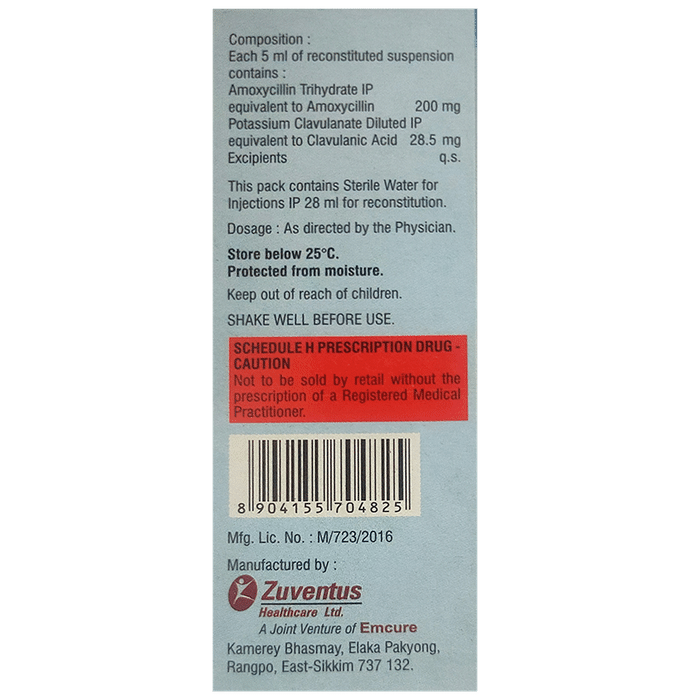 Composition :
Each 5 ml of reconstituted suspension
contains :
Amoxycillin Trihydrate IP
equivalent to Amoxycillin 200 mg
Potassium Clavulanate Diluted IP
equivalent to Clavulanic Acid 28.5 mg
Excipients q.s.
This pack contains Sterile Water for
Injections IP 28 ml for reconstitution.
Dosage : As directed by the Physician.
Store below 25°C.
Protected from moisture.
Keep out of reach of children.
SHAKE WELL BEFORE USE.
SCHEDULE H PRESCRIPTION DRUG -
CAUTION
Not to be sold by retail without the
prescription of a Registered Medical
Practitioner.
8 904155 704825
Mfg. Lic. No. : M/723/2016
Manufactured by :
Zuventus
Healthcare Ltd.
A Joint Venture of Emcure
Kamerey Bhasmay, Elaka Pakyong,
Rangpo, East-Sikkim 737 132.